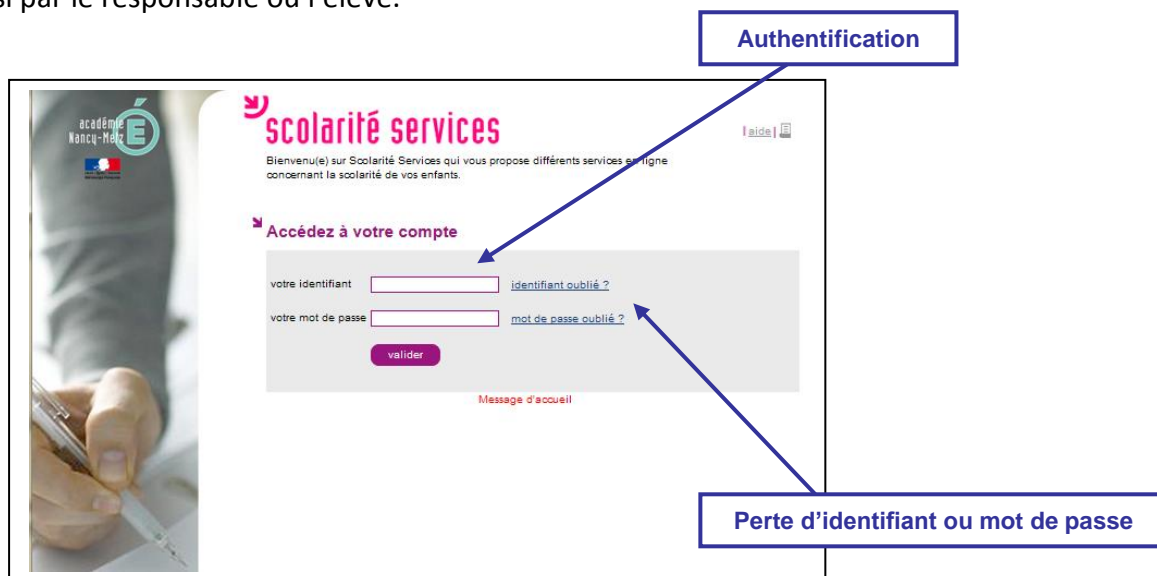 si par le responsable ou l'élève.
Authentification
académie
Nancy-Metz
É
scolarité services
| aide |
Bienvenu(e) sur Scolarité Services qui vous propose différents services en ligne
concernant la scolarité de vos enfants.
Accédez à votre compte
votre identifiant
identifiant oublié ?
votre mot de passe
mot de passe oublié ?
valider
Message d'accueil
Perte d'identifiant ou mot de passe